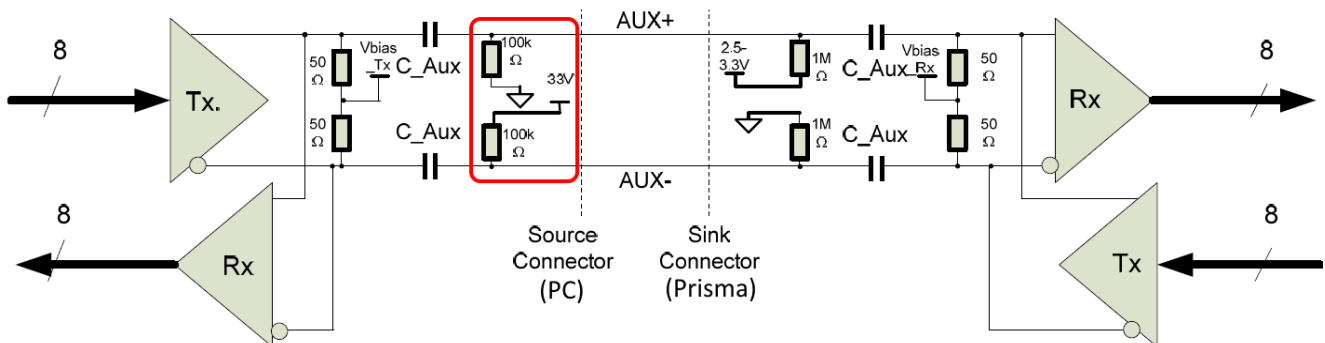 AUX+
8
50
Ω
50
Ω
Vbias
_Tx
C_Aux
C_Aux
100k
Ω
33V
100k
Ω
2.5-
3.3V
1M
Ω
1M
Ω
C_Aux
C_Aux
Vbias
_Rx
50
Ω
50
Ω
8
Tx.
Rx
AUX-
8
Rx
Source
Connector
(PC)
Sink
Connector
(Prisma)
Tx
8